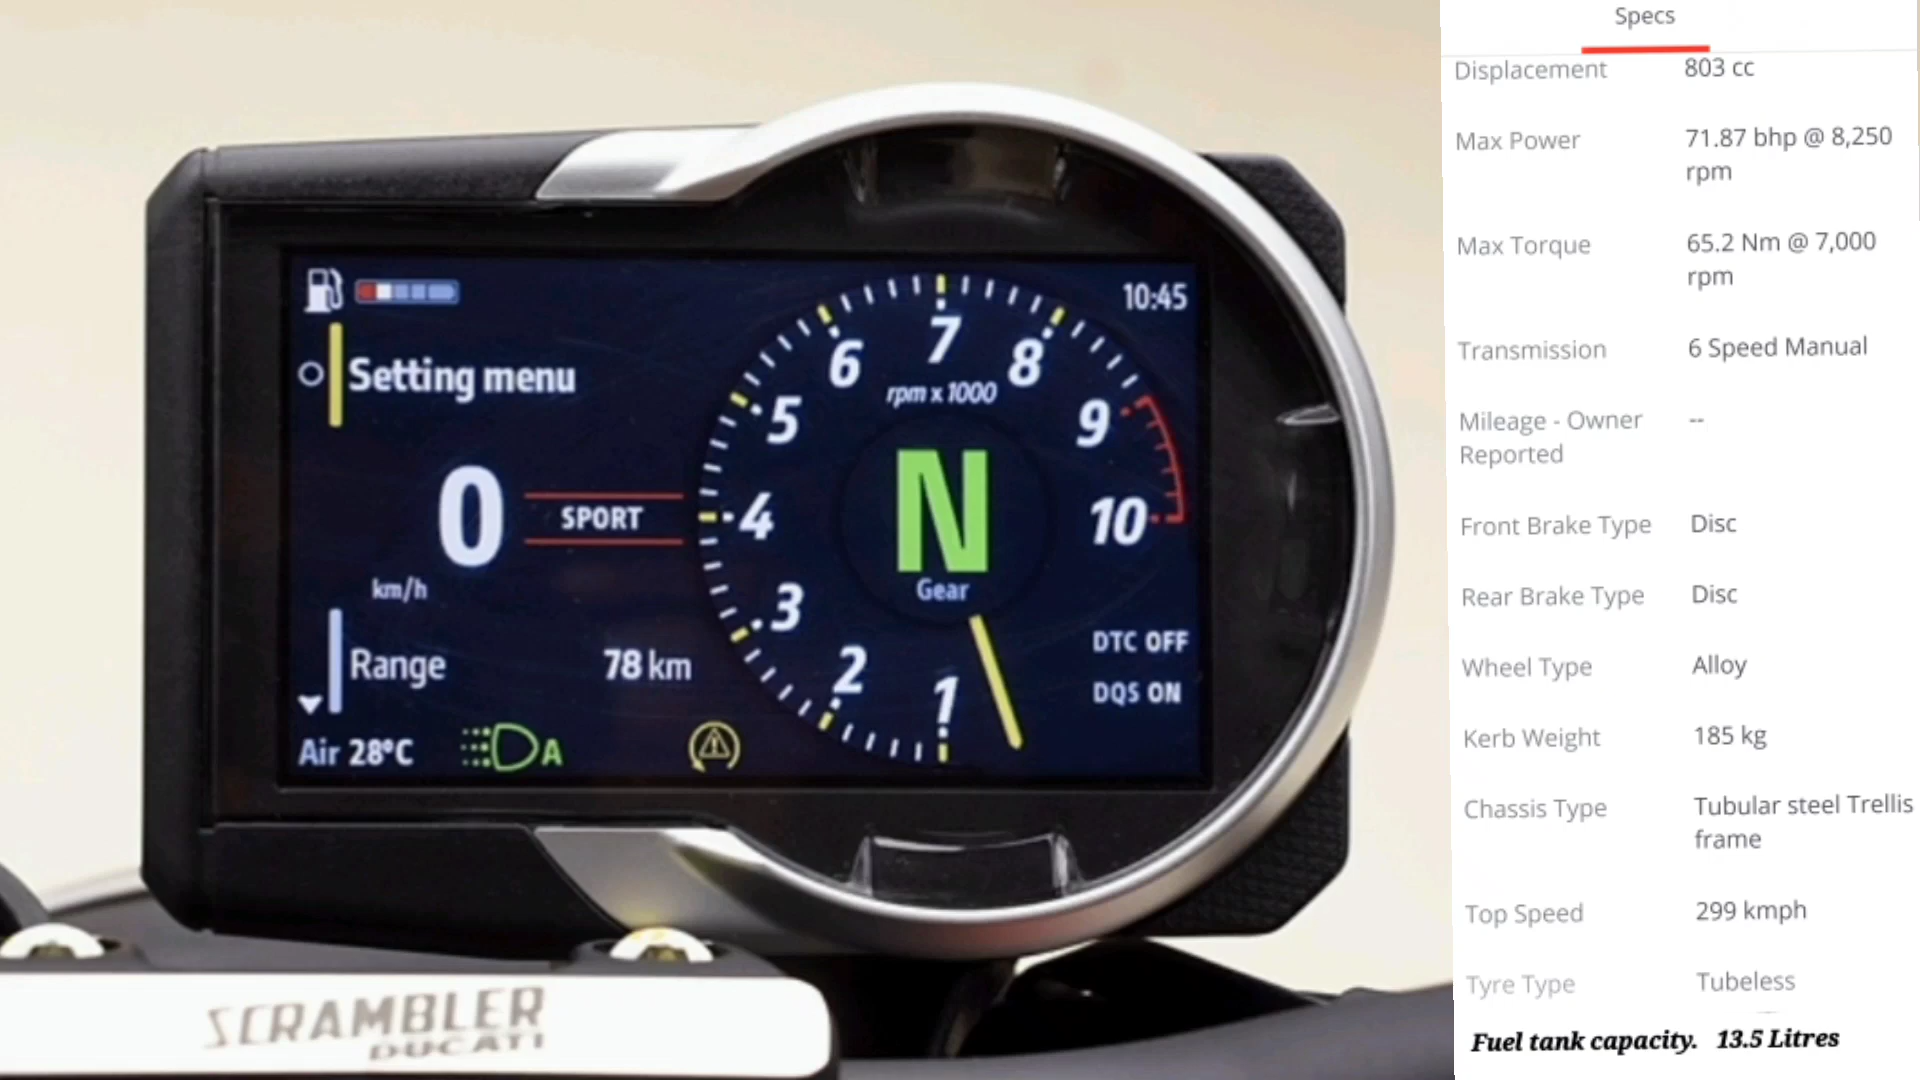 10:45
Setting menu
7
6
8
rpm x 1000
5
9
0
SPORT
4
N
10
km/h
Gear
3
DTC OFF
Range
78 km
2
1
DQS ON
Air 28°C
A
SCRAMBLER
DUCATI
Specs
Displacement 803 cc
Max Power 71.87 bhp @ 8,250
rpm
Max Torque 65.2 Nm @ 7,000
rpm
Transmission 6 Speed Manual
Mileage - Owner --
Reported
Front Brake Type Disc
Rear Brake Type Disc
Wheel Type Alloy
Kerb Weight 185 kg
Chassis Type Tubular steel Trellis
frame
Top Speed 299 kmph
Tyre Type Tubeless
Fuel tank capacity. 13.5 Litres